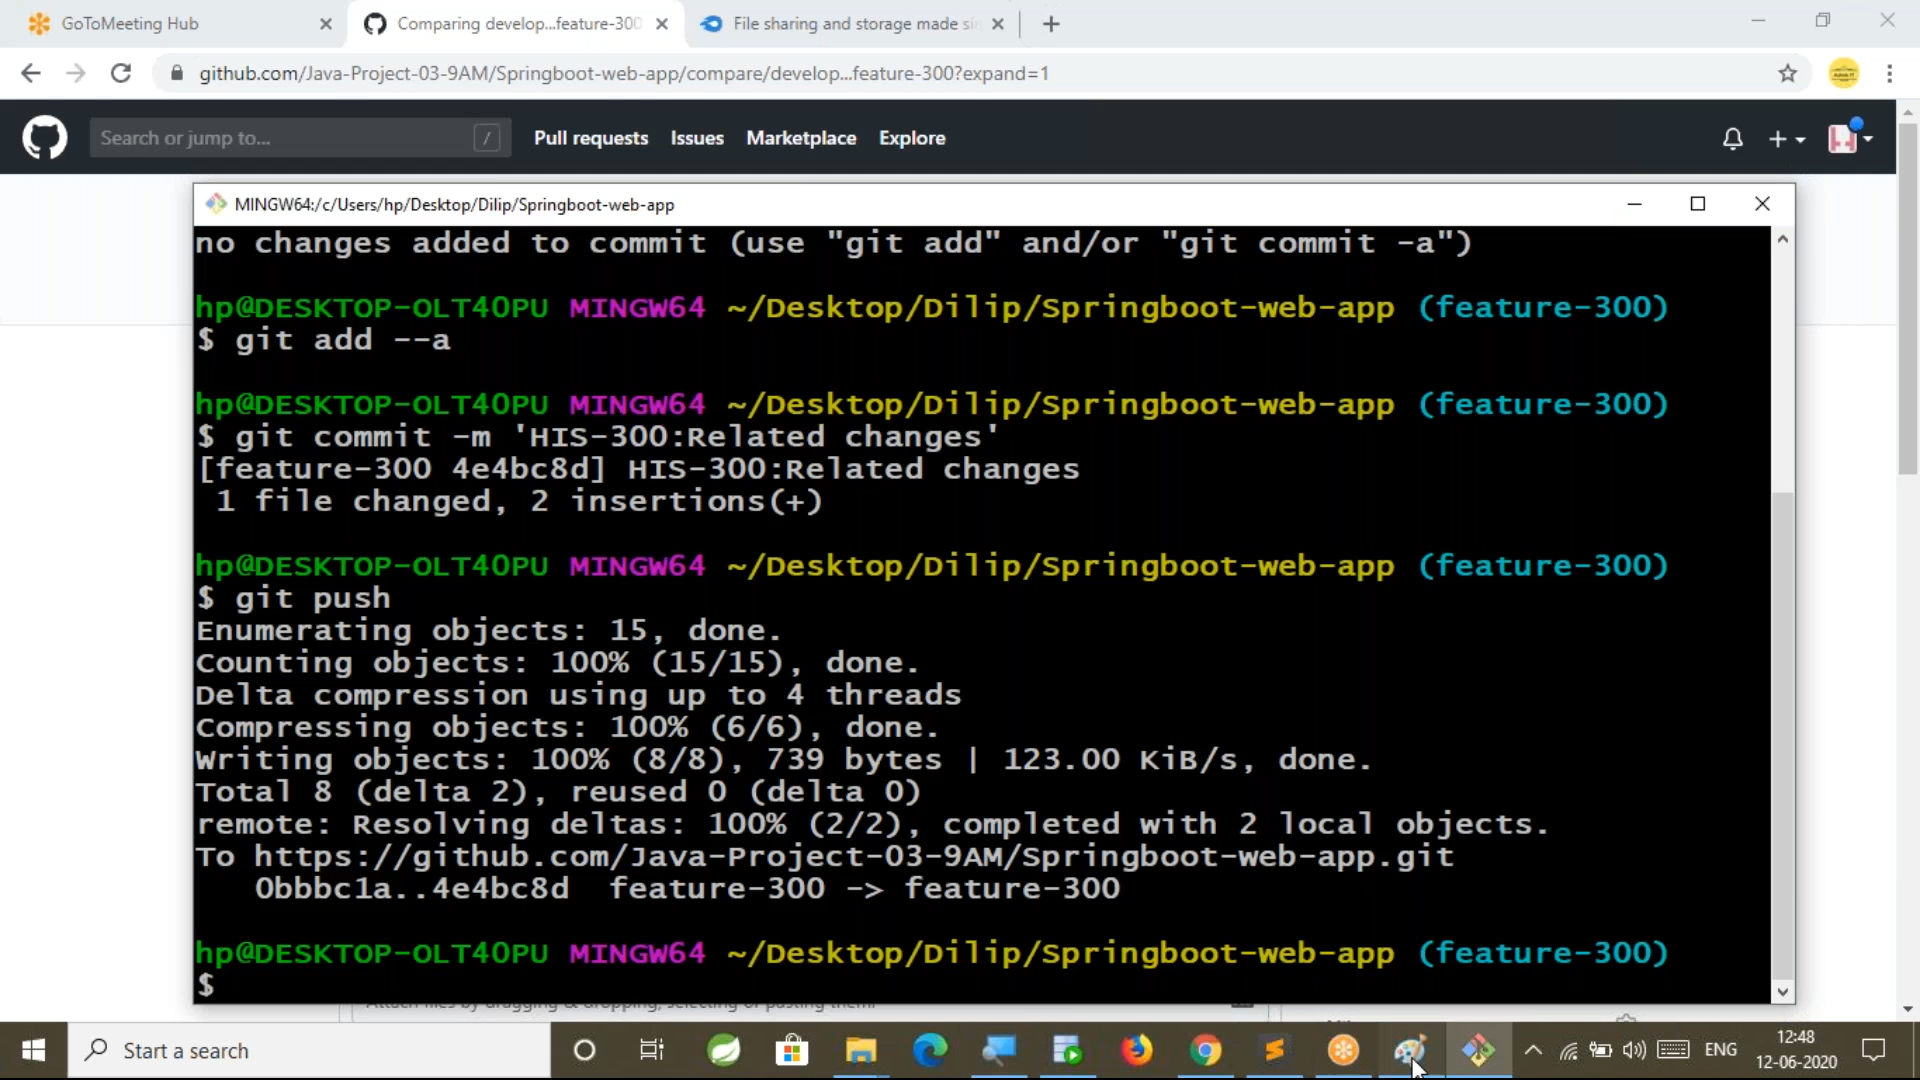 GoToMeeting Hub
Comparing develop...feature-300
File sharing and storage made si
github.com/Java-Project-03-9AM/Springboot-web-app/compare/develop...feature-300?expand=1
Search or jump to...
/
Pull requests
Issues
Marketplace
Explore
MINGW64:/c/Users/hp/Desktop/Dilip/Springboot-web-app
no changes added to commit (use "git add" and/or "git commit -a")
hp@DESKTOP-OLT4OPU MINGW64 ~/Desktop/Dilip/Springboot-web-app (feature-300)
$ git add --a
hp@DESKTOP-OLT4OPU MINGW64 ~/Desktop/Dilip/Springboot-web-app (feature-300)
$ git commit -m 'HIS-300:Related changes'
[feature-300 4e4bc8d] HIS-300:Related changes
1 file changed, 2 insertions(+)
hp@DESKTOP-OLT4OPU MINGW64 ~/Desktop/Dilip/Springboot-web-app (feature-300)
$ git push
Enumerating objects: 15, done.
Counting objects: 100% (15/15), done.
Delta compression using up to 4 threads
Compressing objects: 100% (6/6), done.
Writing objects: 100% (8/8), 739 bytes | 123.00 KiB/s, done.
Total 8 (delta 2), reused 0 (delta 0)
remote: Resolving deltas: 100% (2/2), completed with 2 local objects.
To https://github.com/Java-Project-03-9AM/Springboot-web-app.git
0bbbc1a..4e4bc8d feature-300 -> feature-300
hp@DESKTOP-OLT4OPU MINGW64 ~/Desktop/Dilip/Springboot-web-app (feature-300)
$
Attach files by dragging & dropping, selecting or pasting them.
Start a search
ENG
12:48
12-06-2020